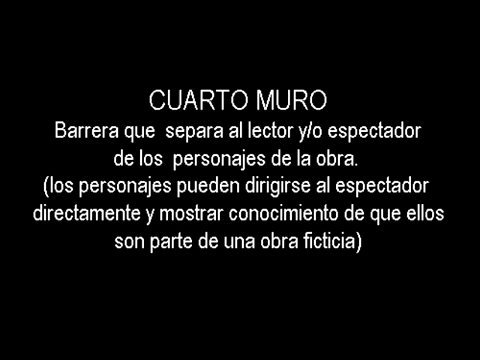 CUARTO MURO
Barrera que separa al lector y/o espectador
de los personajes de la obra.
(los personajes pueden dirigirse al espectador
directamente y mostrar conocimiento de que ellos
son parte de una obra ficticia)